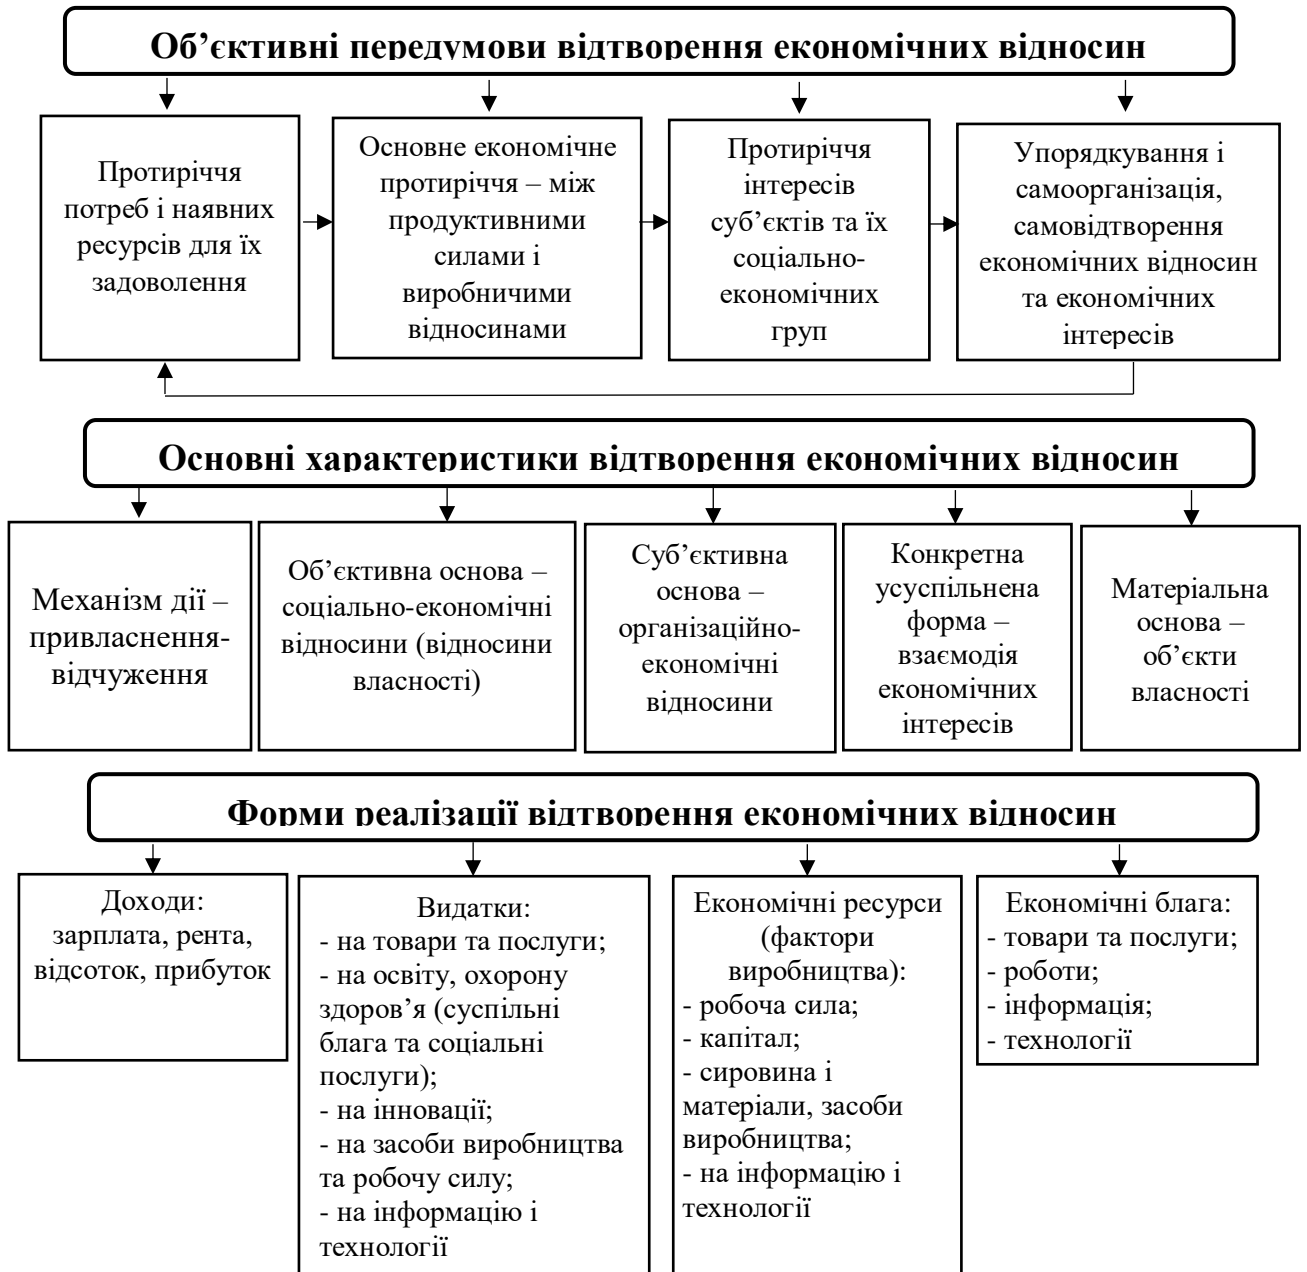 Об’єктивні передумови відтворення економічних відносин
Протиріччя
потреб і наявних
ресурсів для їх
задоволення
Основне економічне
протиріччя – між
продуктивними
силами і
виробничими
відносинами
Протиріччя
інтересів
суб’єктів та їх
соціально-
економічних
груп
Упорядкування і
самоорганізація,
самовідтворення
економічних відносин
та економічних
інтересів
Основні характеристики відтворення економічних відносин
Механізм дії –
привласнення-
відчуження
Об’єктивна основа –
соціально-економічні
відносини (відносини
власності)
Суб’єктивна
основа –
організаційно-
економічні
відносини
Конкретна
усуспільнена
форма –
взаємодія
економічних
інтересів
Матеріальна
основа –
об’єкти
власності
Форми реалізації відтворення економічних відносин
Доходи:
зарплата, рента,
відсоток, прибуток
Видатки:
- на товари та послуги;
- на освіту, охорону
здоров’я (суспільні
блага та соціальні
послуги);
- на інновації;
- на засоби виробництва
та робочу силу;
- на інформацію і
технології
Економічні ресурси
(фактори
виробництва):
- робоча сила;
- капітал;
- сировина і
матеріали, засоби
виробництва;
- на інформацію і
технології
Економічні блага:
- товари та послуги;
- роботи;
- інформація;
- технології